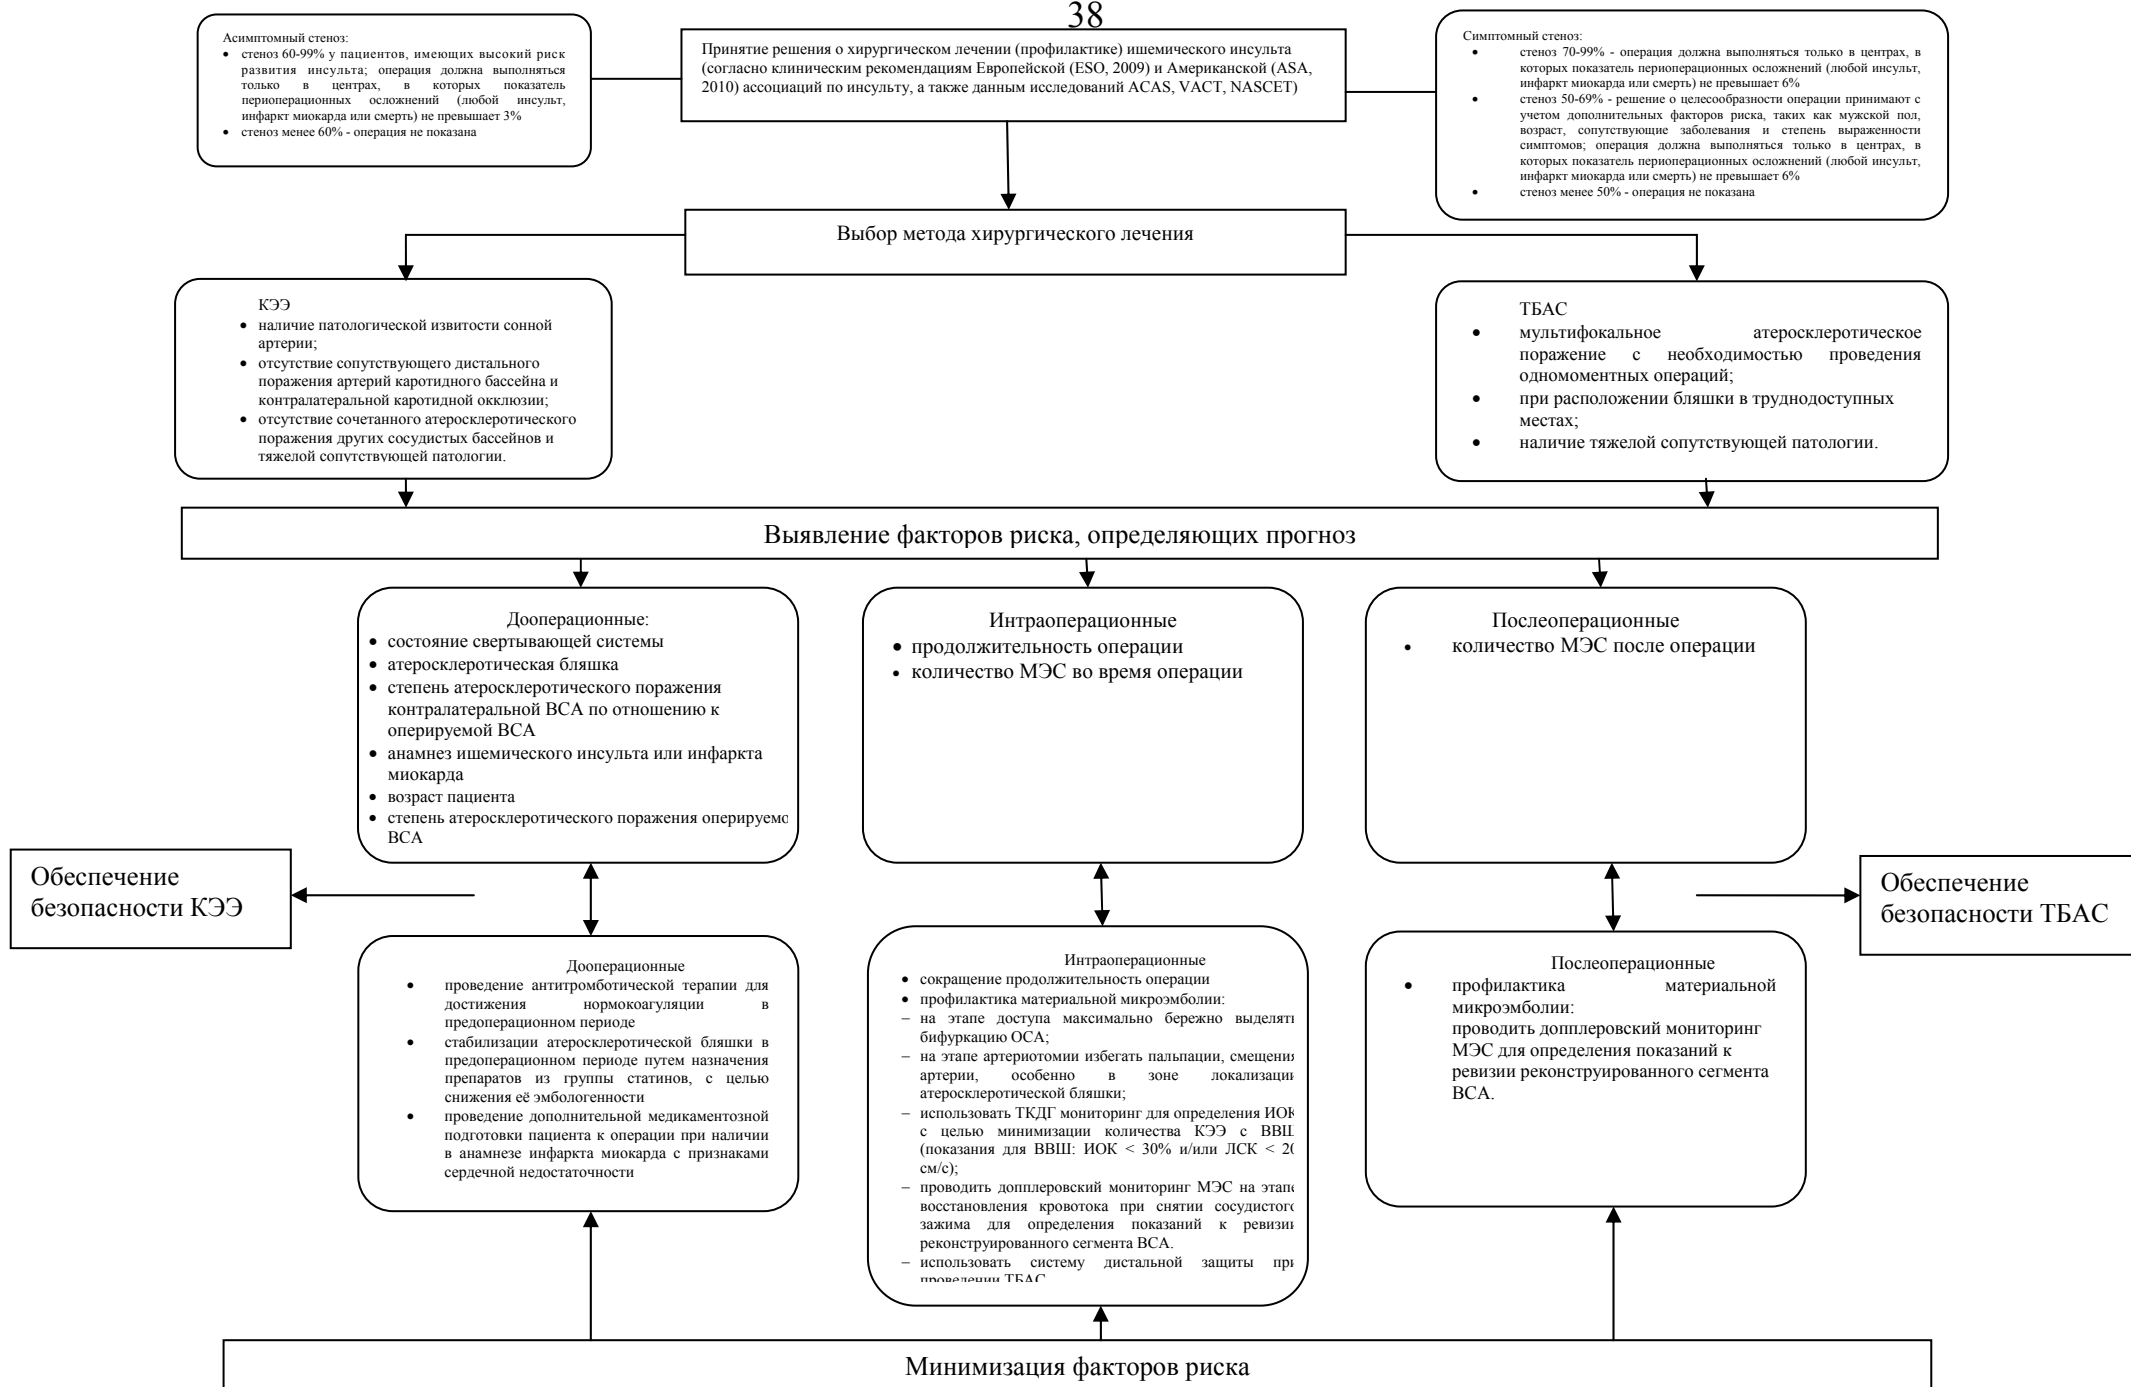 38
Асимптомный стеноз:
• стеноз 60-99% у пациентов, имеющих высокий риск
развития инсульта; операция должна выполняться
только в центрах, в которых показатель
периоперационных осложнений (любой инсульт,
инфаркт миокарда или смерть) не превышает 3%
• стеноз менее 60% - операция не показана
Принятие решения о хирургическом лечении (профилактике) ишемического инсульта
(согласно клиническим рекомендациям Европейской (ESO, 2009) и Американской (ASA,
2010) ассоциаций по инсульту, а также данным исследований ACAS, VACT, NASCET)
Симптомный стеноз:
• стеноз 70-99% - операция должна выполняться только в центрах, в
которых показатель периоперационных осложнений (любой инсульт,
инфаркт миокарда или смерть) не превышает 6%
• стеноз 50-69% - решение о целесообразности операции принимают с
учетом дополнительных факторов риска, таких как мужской пол,
возраст, сопутствующие заболевания и степень выраженности
симптомов; операция должна выполняться только в центрах, в
которых показатель периоперационных осложнений (любой инсульт,
инфаркт миокарда или смерть) не превышает 6%
• стеноз менее 50% - операция не показана
Выбор метода хирургического лечения
КЭЭ
• наличие патологической извитости сонной
артерии;
• отсутствие сопутствующего дистального
поражения артерий каротидного бассейна и
контралатеральной каротидной окклюзии;
• отсутствие сочетанного атеросклеротического
поражения других сосудистых бассейнов и
тяжелой сопутствующей патологии.
ТБАС
• мультифокальное атеросклеротическое
поражение с необходимостью проведения
одномоментных операций;
• при расположении бляшки в труднодоступных
местах;
• наличие тяжелой сопутствующей патологии.
Выявление факторов риска, определяющих прогноз
Дооперационные:
• состояние свертывающей системы
• атеросклеротическая бляшка
• степень атеросклеротического поражения
контралатеральной ВСА по отношению к
оперируемой ВСА
• анамнез ишемического инсульта или инфаркта
миокарда
• возраст пациента
• степень атеросклеротического поражения оперируемо
ВСА
Интраоперационные
• продолжительность операции
• количество МЭС во время операции
Послеоперационные
• количество МЭС после операции
Обеспечение
безопасности КЭЭ
Обеспечение
безопасности ТБАС
Дооперационные
• проведение антитромботической терапии для
достижения нормокоагуляции в
предоперационном периоде
• стабилизации атеросклеротической бляшки в
предоперационном периоде путем назначения
препаратов из группы статинов, с целью
снижения её эмбологенности
• проведение дополнительной медикаментозной
подготовки пациента к операции при наличии
в анамнезе инфаркта миокарда с признаками
сердечной недостаточности
Интраоперационные
• сокращение продолжительность операции
• профилактика материальной микроэмболии:
– на этапе доступа максимально бережно выделять
бифуркацию ОСА;
– на этапе артериотомии избегать пальпации, смещения
артерии, особенно в зоне локализации
атеросклеротической бляшки;
– использовать ТКДГ мониторинг для определения ИОК
с целью минимизации количества КЭЭ с ВВШ
(показания для ВВШ: ИОК < 30% и/или ЛСК < 20
см/с);
– проводить допплеровский мониторинг МЭС на этапе
восстановления кровотока при снятии сосудистого
зажима для определения показаний к ревизии
реконструированного сегмента ВСА.
– использовать систему дистальной защиты при
проведении ТБАС
Послеоперационные
• профилактика материальной
микроэмболии:
проводить допплеровский мониторинг
МЭС для определения показаний к
ревизии реконструированного сегмента
ВСА.
Минимизация факторов риска